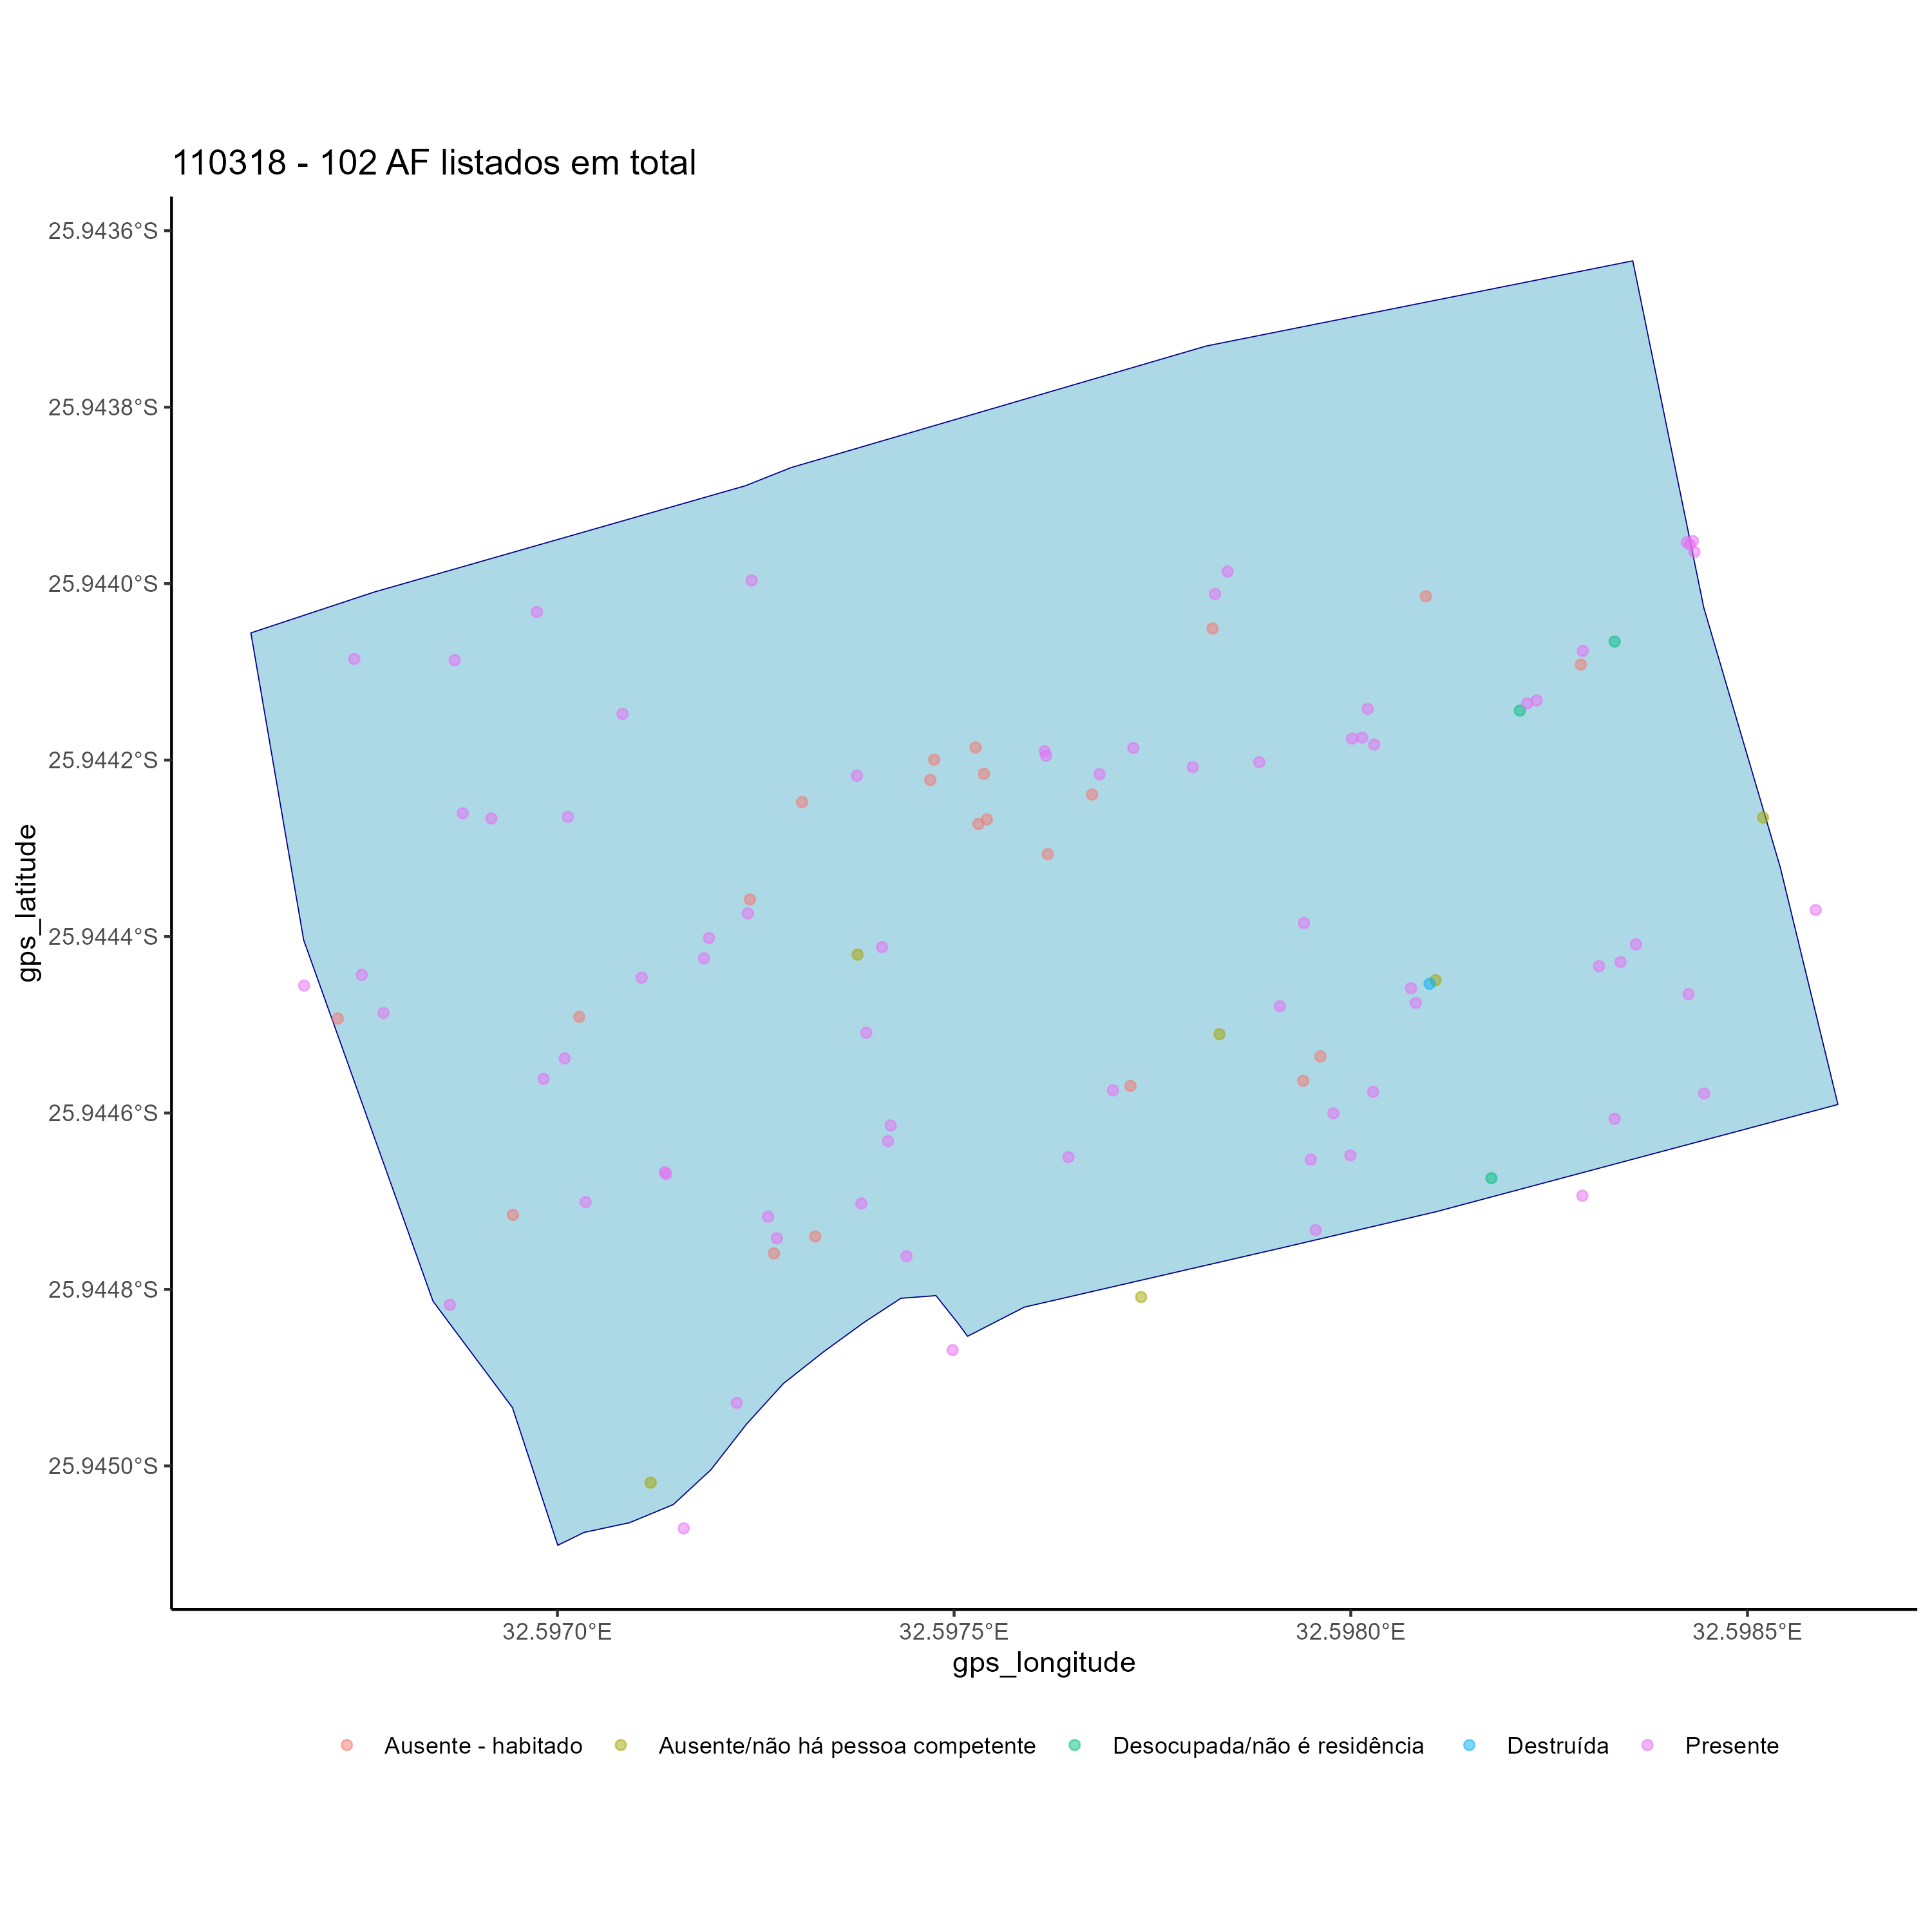 110318 - 102 AF listados em total
25.9436°S
25.9438°S
25.9440°S
25.9442°S
25.9444°S
25.9446°S
25.9448°S
25.9450°S
gps_latitude
32.5970°E 32.5975°E 32.5980°E 32.5985°E
gps_longitude
Ausente - habitado Ausente/não há pessoa competente Desocupada/não é residência Destruída Presente